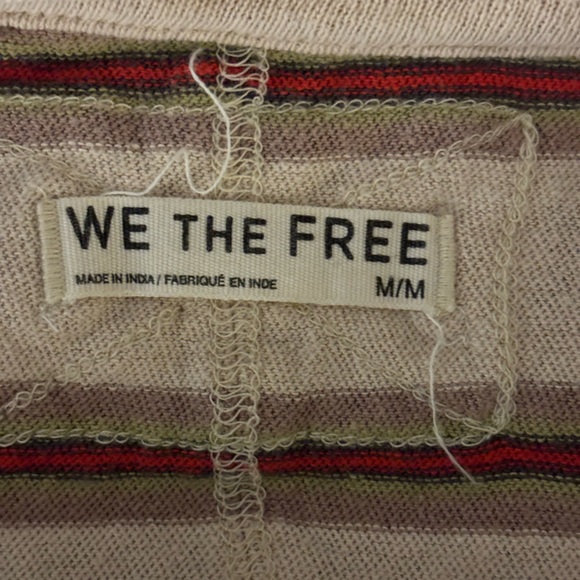 WE THE FREE
MADE IN INDIA / FABRIQUÉ EN INDE M/M